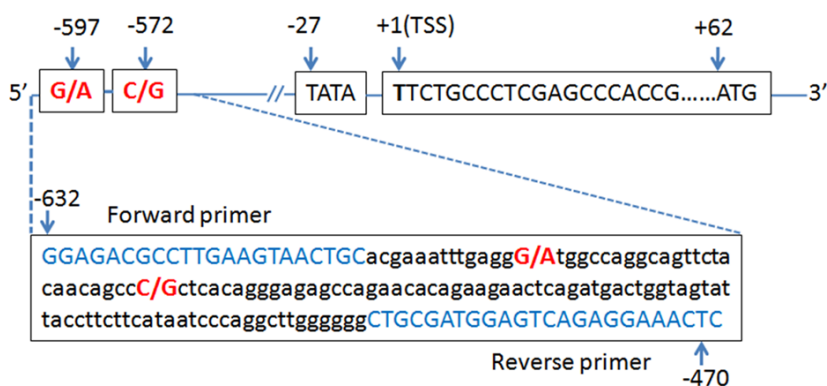 -597 -572 -27 +1(TSS) +62
5’ G/A C/G // TATA TTCTGCCCTCGAGCCCACCG......ATG 3’
-632
Forward primer
GGAGACGCCTTGAAGTAACTGCacgaaatttgaggG/Atggccaggcagttcta
caacagccC/Gctcacagggagagccagaacacagaagaactcagatgactggtagtat
taccttcttcataatcccaggcttggggggCTGCGATGGAGTCAGAGGAAACTC
Reverse primer
-470